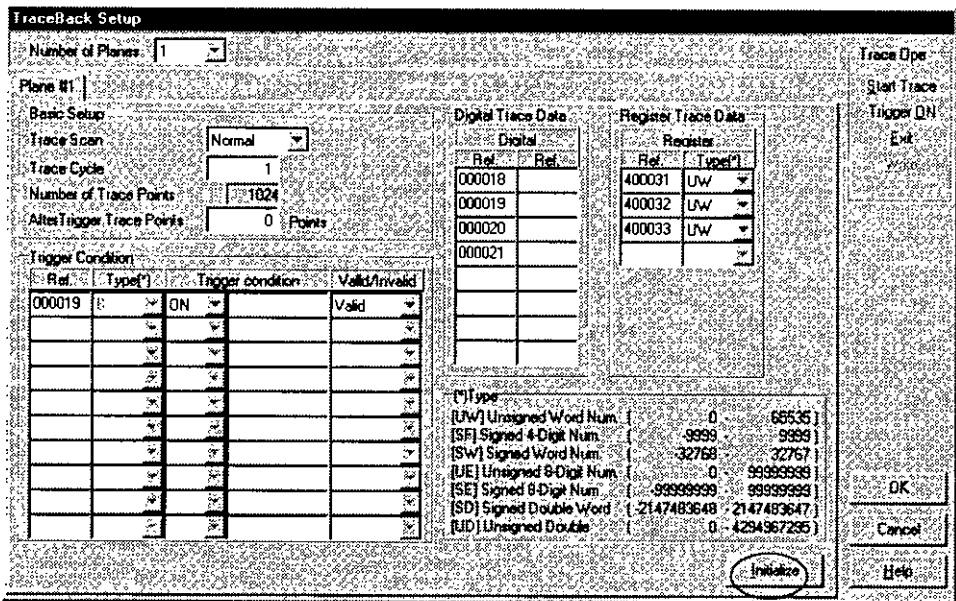 TraceBack Setup
Number of Planes 1
Plane #1
Basic Setup
Trace Scan Normal
Trace Cycle 1
Number of Trace Points 1024
AfterTrigger Trace Points 0 Points
Trigger Condition
Ref. Type(*) Trigger condition Valid/Invalid
000019 B ON Valid
Digital Trace Data
Digital
Ref. Ref.
000018
000019
000020
000021
Register Trace Data
Register
Ref. Type(*)
400031 UW
400032 UW
400033 UW
(*)Type
[UW] Unsigned Word Num. [ 0 - 65535 ]
[SF] Signed 4-Digit Num. [ -9999 - 9999 ]
[SW] Signed Word Num. [ -32768 - 32767 ]
[UE] Unsigned 8-Digit Num. [ 0 - 99999999 ]
[SE] Signed 8-Digit Num. [ -99999999 - 99999999 ]
[SD] Signed Double Word [ -2147483648 - 2147483647 ]
[UD] Unsigned Double [ 0 - 4294967295 ]
Initialize
Trace Ope
Start Trace
Trigger ON
Exit
OK
Cancel
Help